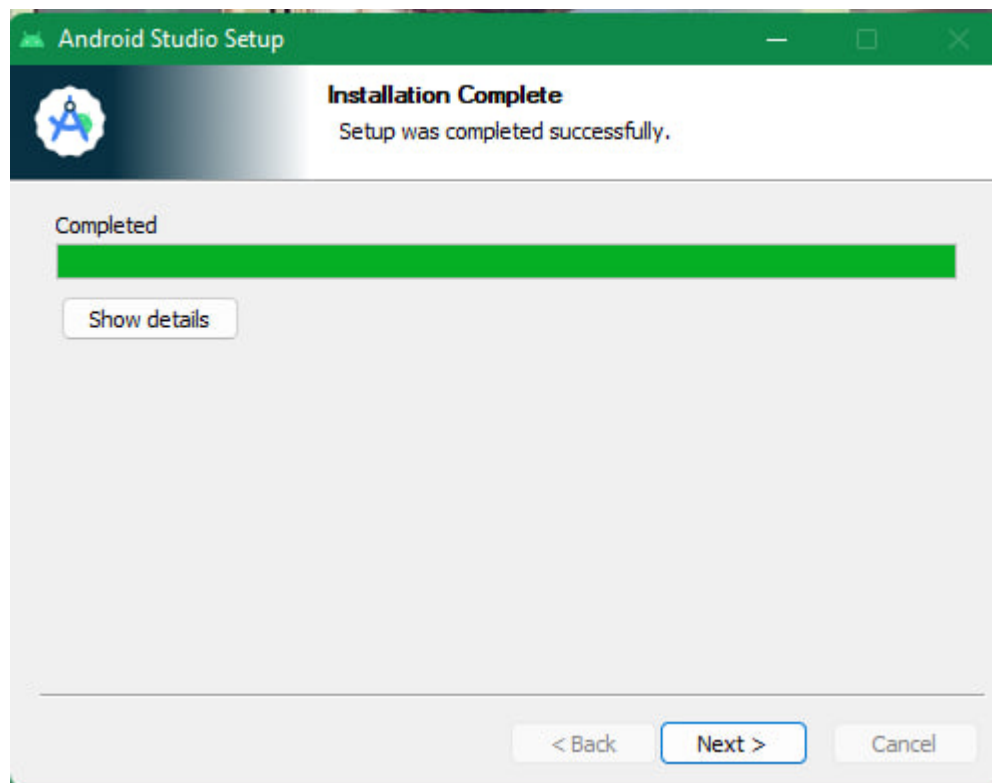 Android Studio Setup
Installation Complete
Setup was completed successfully.
Completed
Show details
< Back
Next >
Cancel